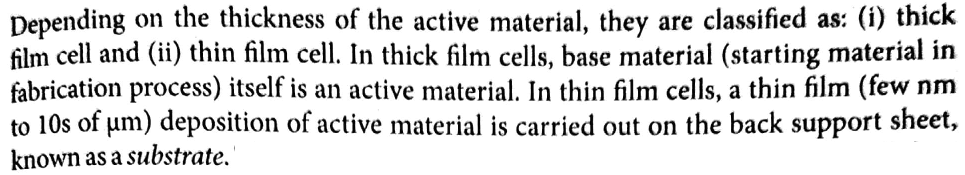 Depending on the thickness of the active material, they are classified as: (i) thick
film cell and (ii) thin film cell. In thick film cells, base material (starting material in
fabrication process) itself is an active material. In thin film cells, a thin film (few nm
to 10s of µm) deposition of active material is carried out on the back support sheet,
known as a substrate.